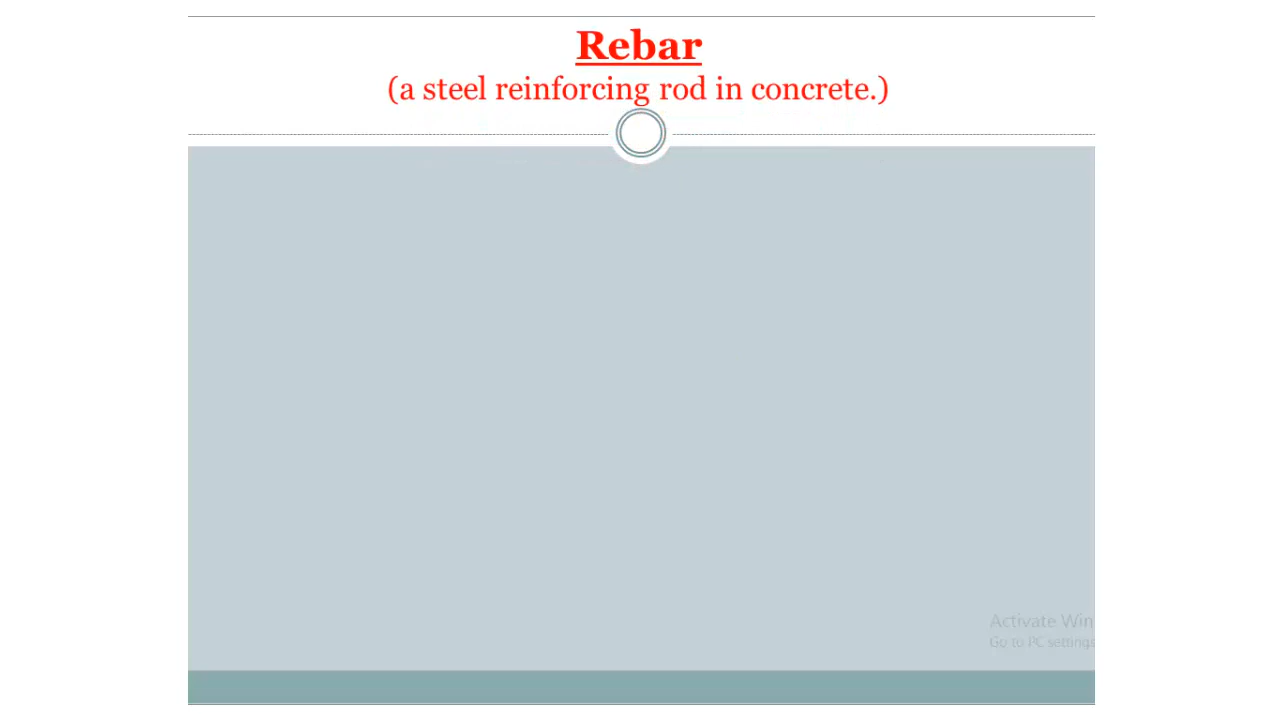 Rebar
(a steel reinforcing rod in concrete.)
Activate Win
Go to PC settings